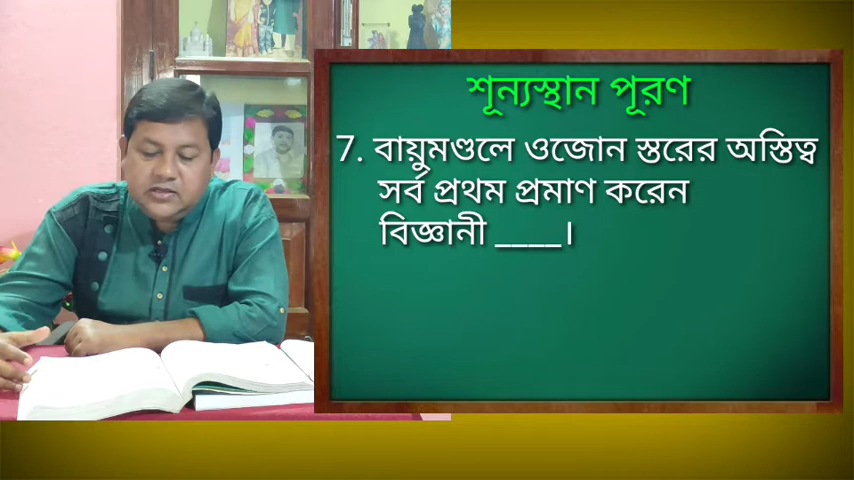 শূন্যস্থান পূরণ
7. বায়ুমণ্ডলে ওজোন স্তরের অস্তিত্ব
সর্ব প্রথম প্রমাণ করেন
বিজ্ঞানী ____।